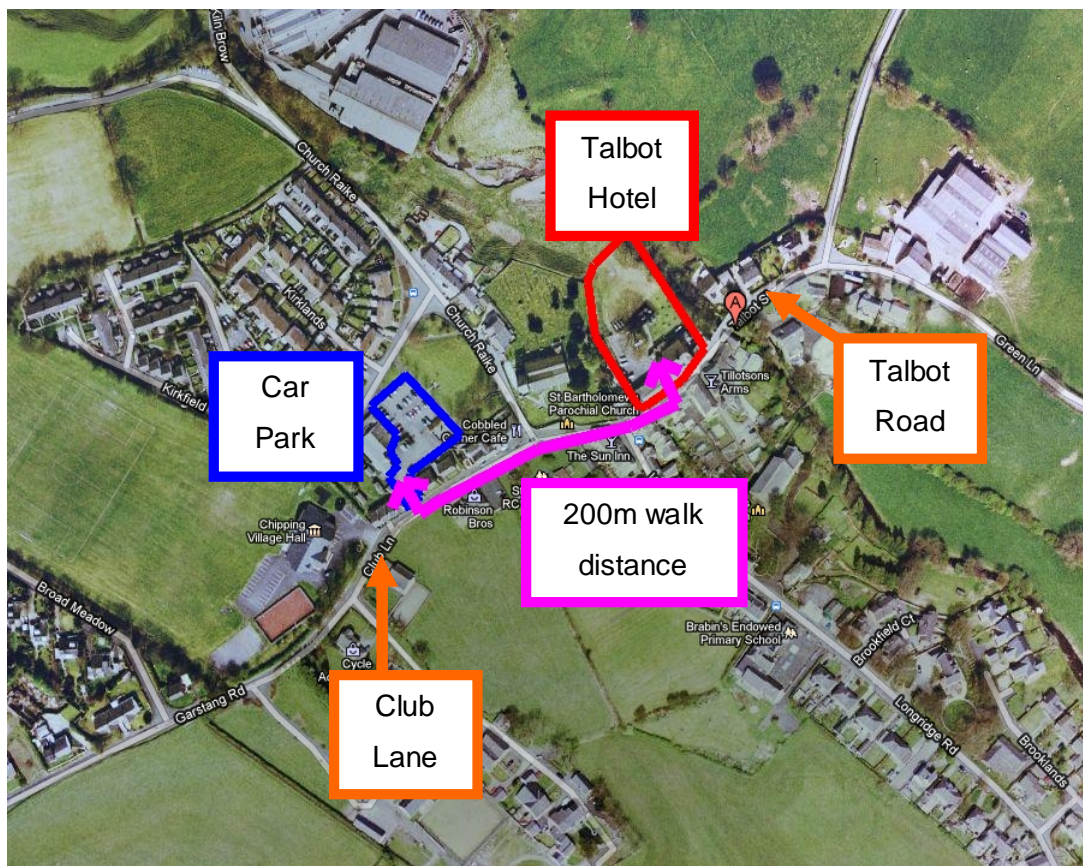 Kiln Brow
Church Raike
Talbot
Hotel
Kirklands
Church Raike
A
Talbot
Green Ln
Car
Park
Tillotsons
Arms
Talbot
Road
St Bartholomew's
Parochial Church
Cobbled
Corner Cafe
The Sun Inn
RC
Robinson
Bros
200m walk
distance
Chipping
Village Hall
Club Ln
Broad Meadow
Brabin's Endowed
Primary School
Brookfield Ct
Cycle
Garstang Rd
Club
Lane
Longridge Rd
Brooklands